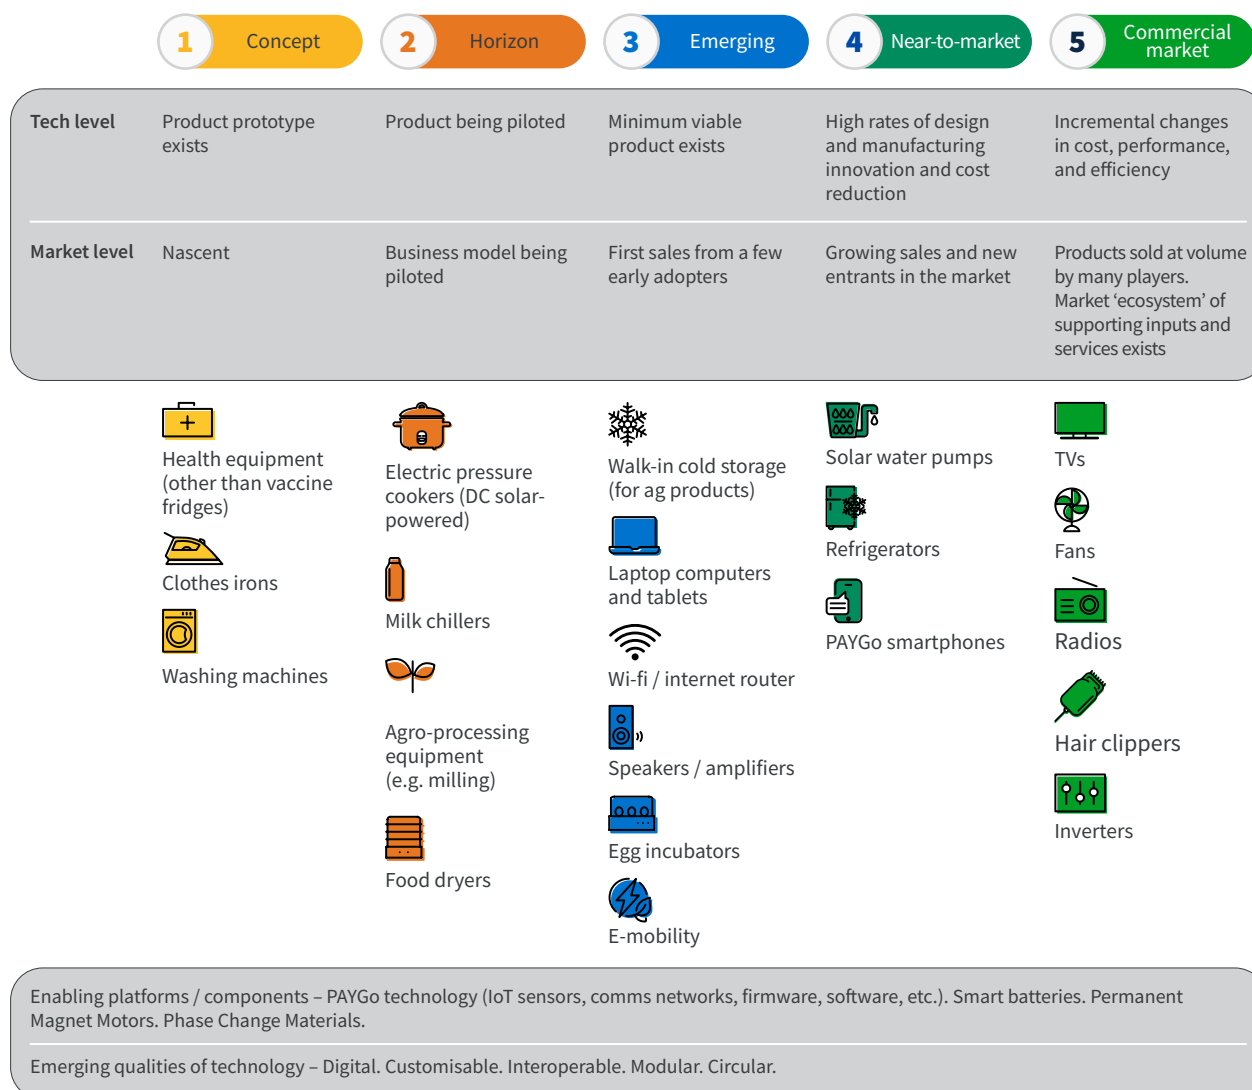 1 Concept
2 Horizon
3 Emerging
4 Near-to-market
5 Commercial
market
Tech level
Product prototype
exists
Product being piloted
Minimum viable
product exists
High rates of design
and manufacturing
innovation and cost
reduction
Incremental changes
in cost, performance,
and efficiency
Market level
Nascent
Business model being
piloted
First sales from a few
early adopters
Growing sales and new
entrants in the market
Products sold at volume
by many players.
Market ‘ecosystem’ of
supporting inputs and
services exists
Health equipment
(other than vaccine
fridges)
Clothes irons
Washing machines
Electric pressure
cookers (DC solar-
powered)
Milk chillers
Agro-processing
equipment
(e.g. milling)
Food dryers
Walk-in cold storage
(for ag products)
Laptop computers
and tablets
Wi-fi / internet router
Speakers / amplifiers
Egg incubators
E-mobility
Solar water pumps
Refrigerators
PAYGo smartphones
TVs
Fans
Radios
Hair clippers
Inverters
Enabling platforms / components – PAYGo technology (IoT sensors, comms networks, firmware, software, etc.). Smart batteries. Permanent
Magnet Motors. Phase Change Materials.
Emerging qualities of technology – Digital. Customisable. Interoperable. Modular. Circular.